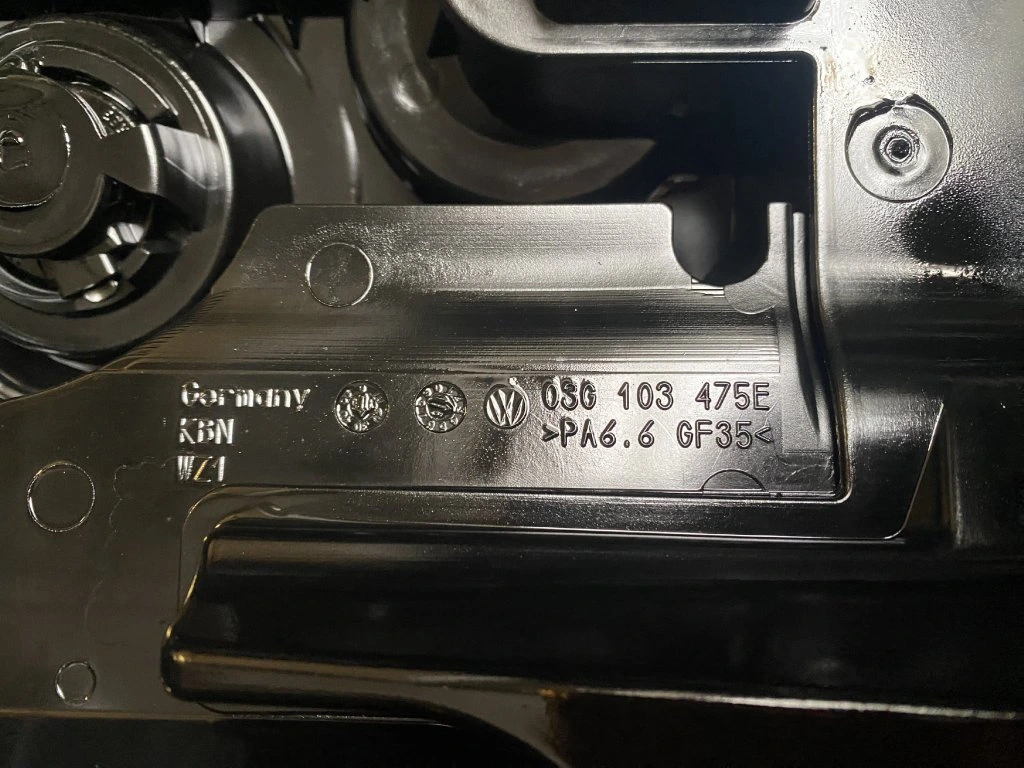 Germany
KBN
WZ1
03G 103 475E
>PA6.6 GF35<